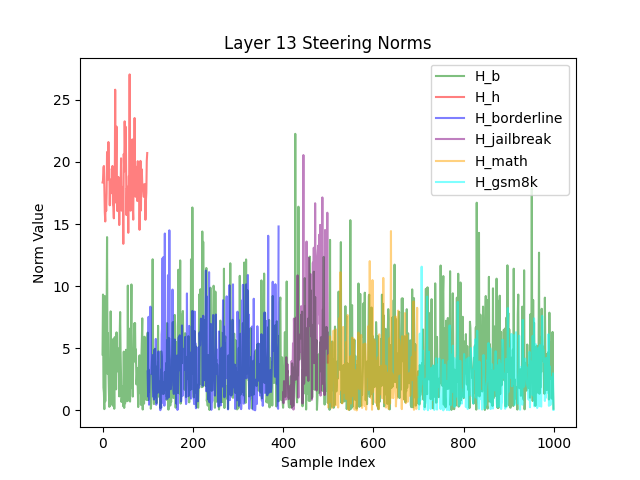 Layer 13 Steering Norms
Norm Value
25
20
15
10
5
0
H_b
H_h
H_borderline
H_jailbreak
H_math
H_gsm8k
0 200 400 600 800 1000
Sample Index